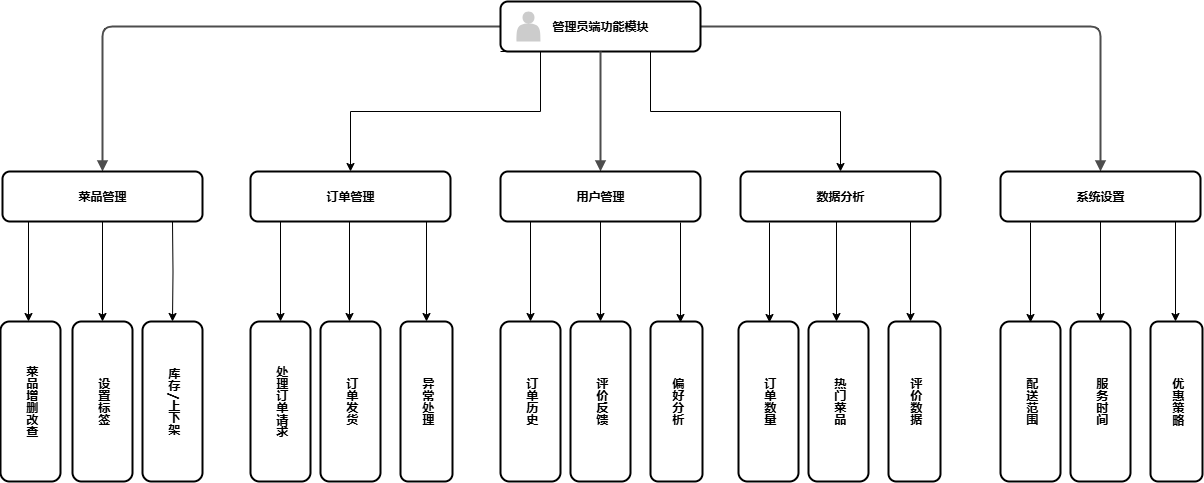 管理员端功能模块
菜品管理
订单管理
用户管理
数据分析
系统设置
菜品增删改查
设置标签
库存/上下架
处理订单请求
订单发货
异常处理
订单历史
评价反馈
偏好分析
订单数量
热门菜品
评价数据
配送范围
服务时间
优惠策略